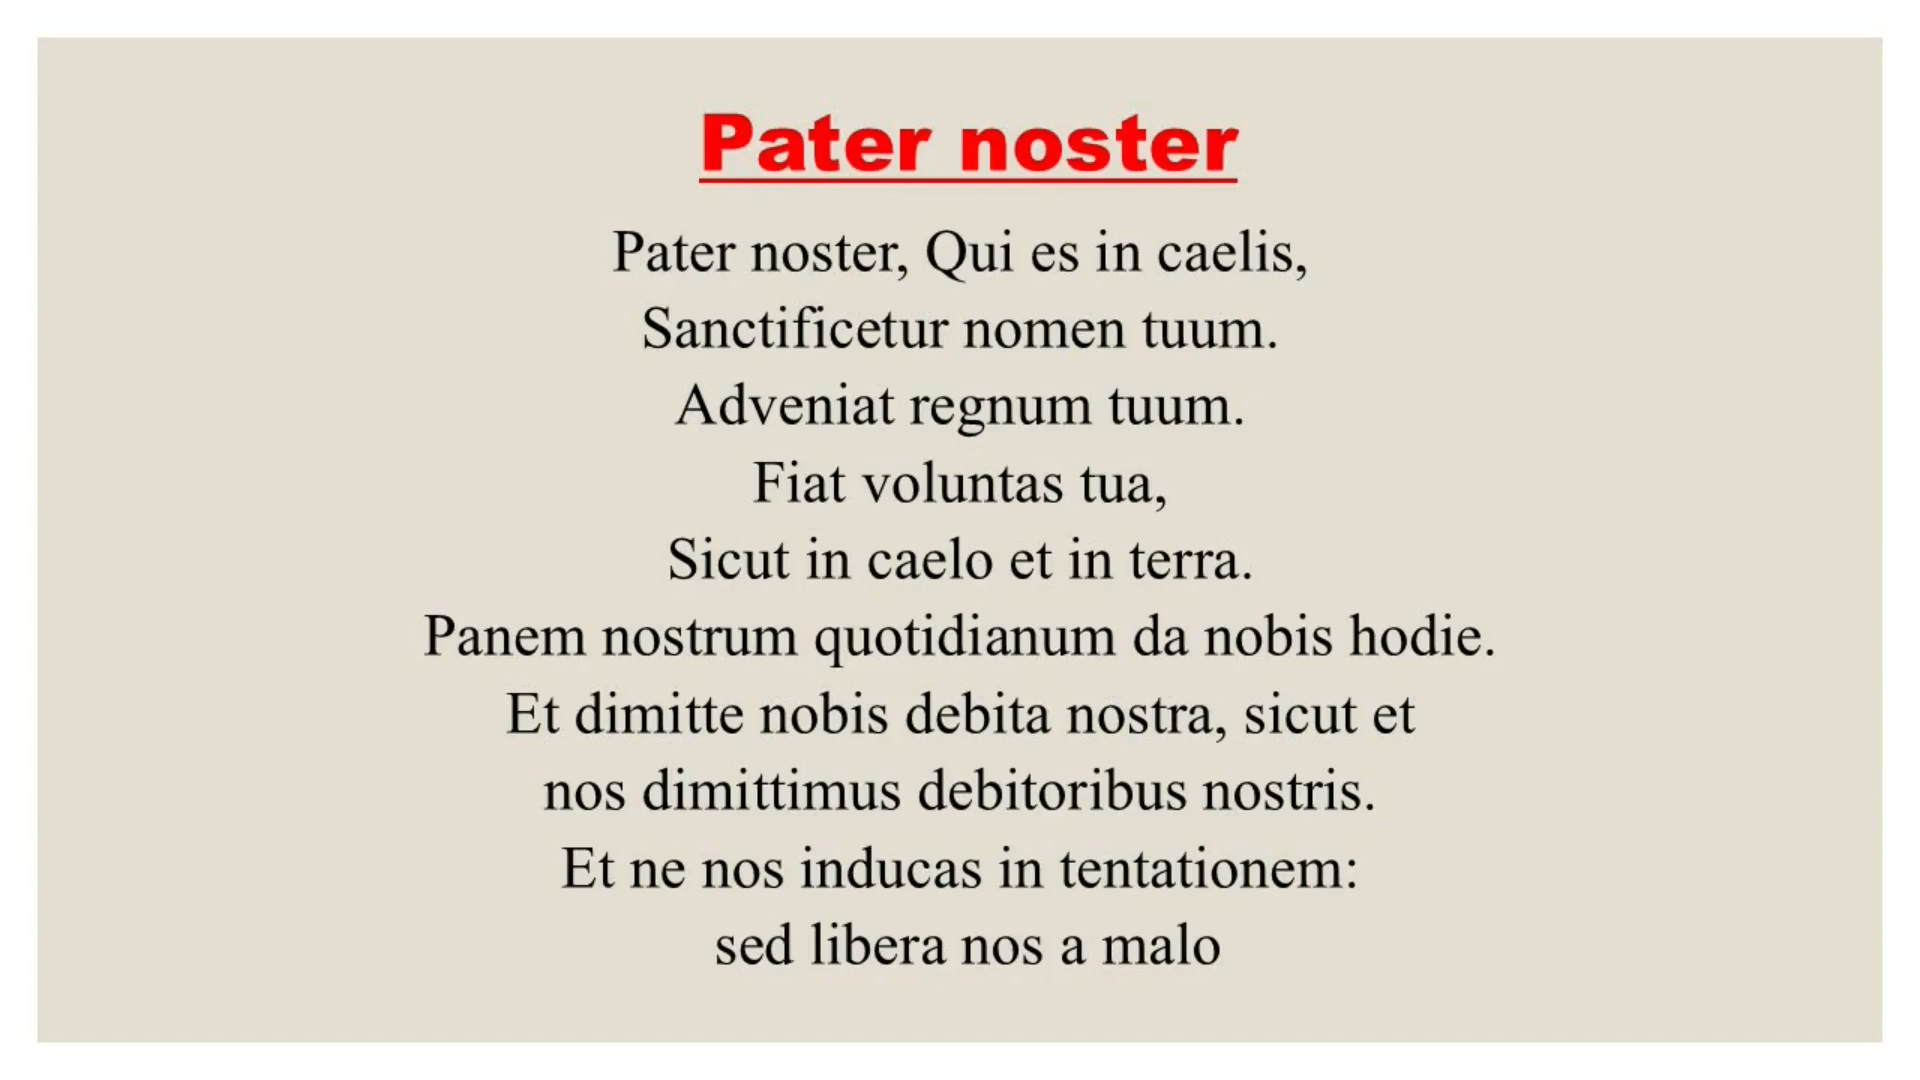 Pater noster
Pater noster, Qui es in caelis,
Sanctificetur nomen tuum.
Adveniat regnum tuum.
Fiat voluntas tua,
Sicut in caelo et in terra.
Panem nostrum quotidianum da nobis hodie.
Et dimitte nobis debita nostra, sicut et
nos dimittimus debitoribus nostris.
Et ne nos inducas in tentationem:
sed libera nos a malo